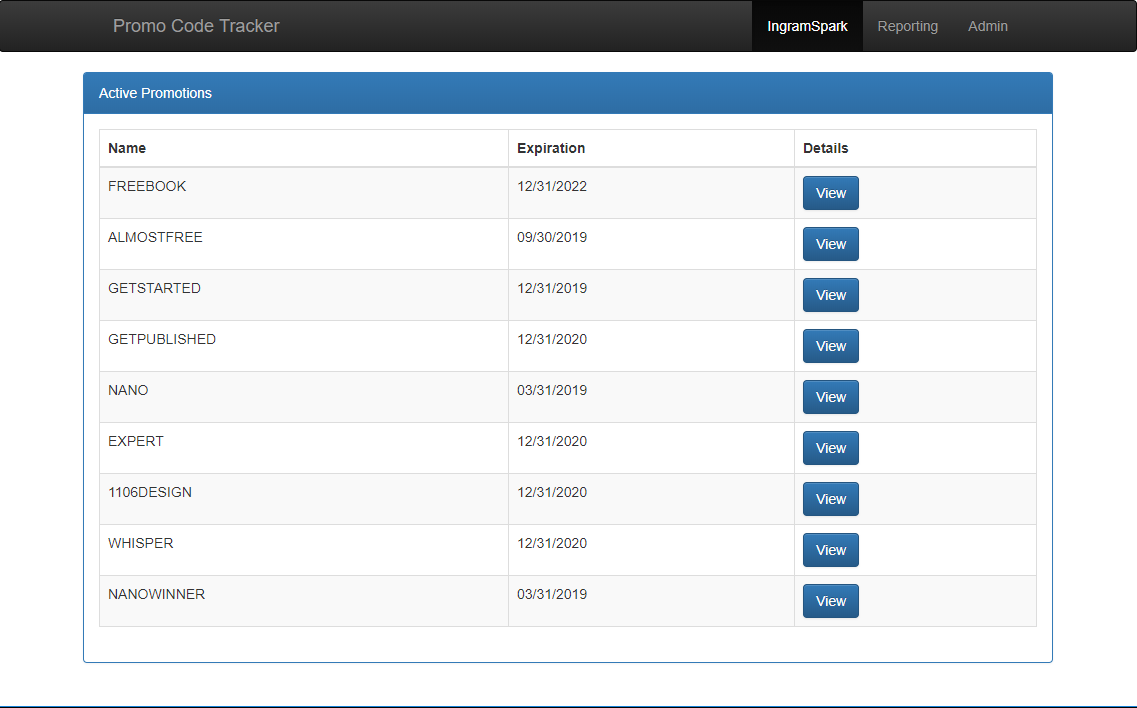 Promo Code Tracker IngramSpark Reporting Admin
Active Promotions
Name Expiration Details
FREEBOOK 12/31/2022 View
ALMOSTFREE 09/30/2019 View
GETSTARTED 12/31/2019 View
GETPUBLISHED 12/31/2020 View
NANO 03/31/2019 View
EXPERT 12/31/2020 View
1106DESIGN 12/31/2020 View
WHISPER 12/31/2020 View
NANOWINNER 03/31/2019 View